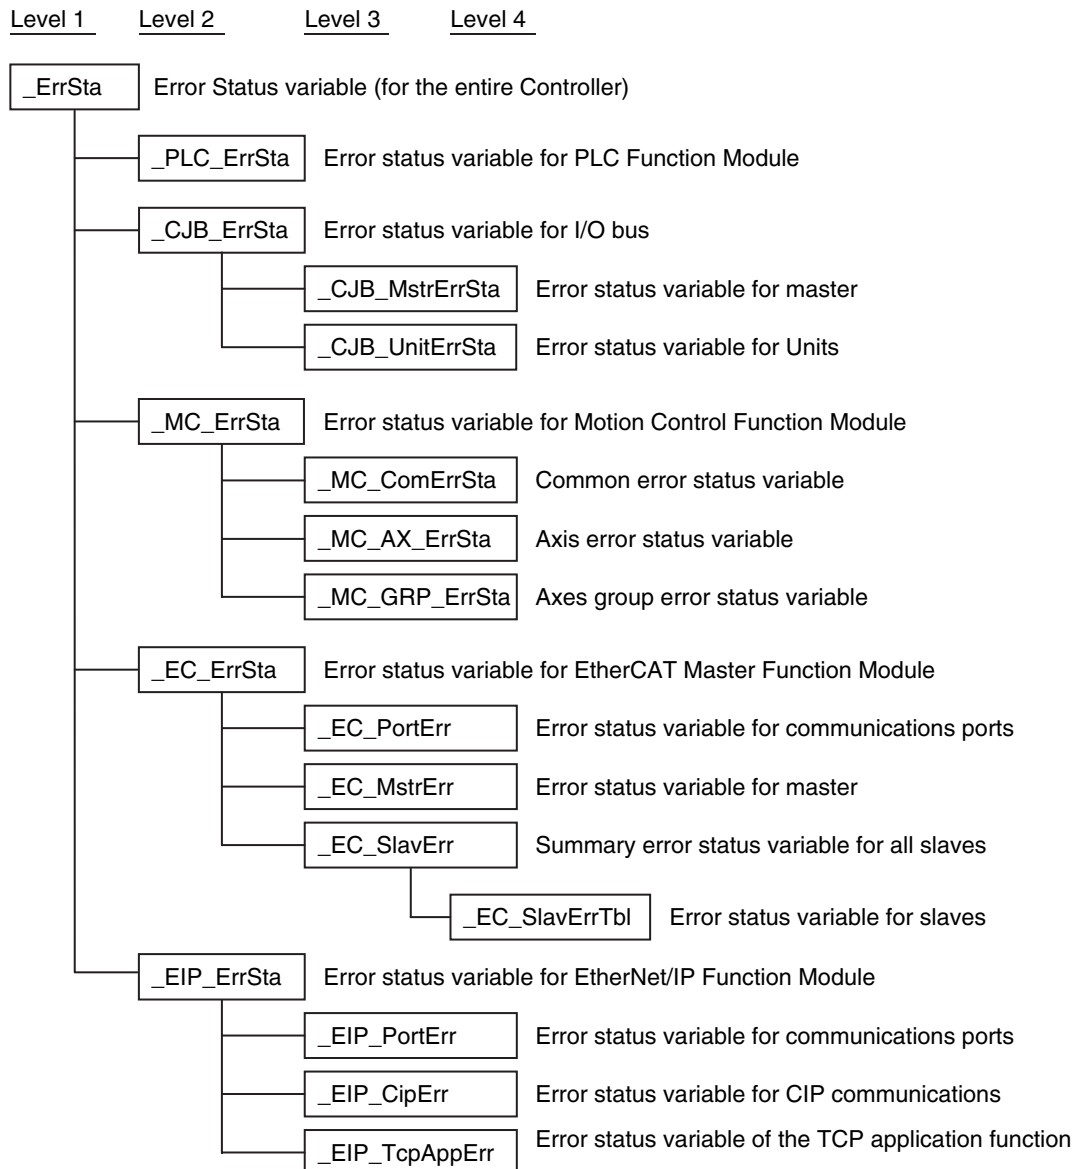 Level 1 Level 2 Level 3 Level 4
_ErrSta Error Status variable (for the entire Controller)
_PLC_ErrSta Error status variable for PLC Function Module
_CJB_ErrSta Error status variable for I/O bus
_CJB_MstrErrSta Error status variable for master
_CJB_UnitErrSta Error status variable for Units
_MC_ErrSta Error status variable for Motion Control Function Module
_MC_ComErrSta Common error status variable
_MC_AX_ErrSta Axis error status variable
_MC_GRP_ErrSta Axes group error status variable
_EC_ErrSta Error status variable for EtherCAT Master Function Module
_EC_PortErr Error status variable for communications ports
_EC_MstrErr Error status variable for master
_EC_SlavErr Summary error status variable for all slaves
_EC_SlavErrTbl Error status variable for slaves
_EIP_ErrSta Error status variable for EtherNet/IP Function Module
_EIP_PortErr Error status variable for communications ports
_EIP_CipErr Error status variable for CIP communications
_EIP_TcpAppErr Error status variable of the TCP application function